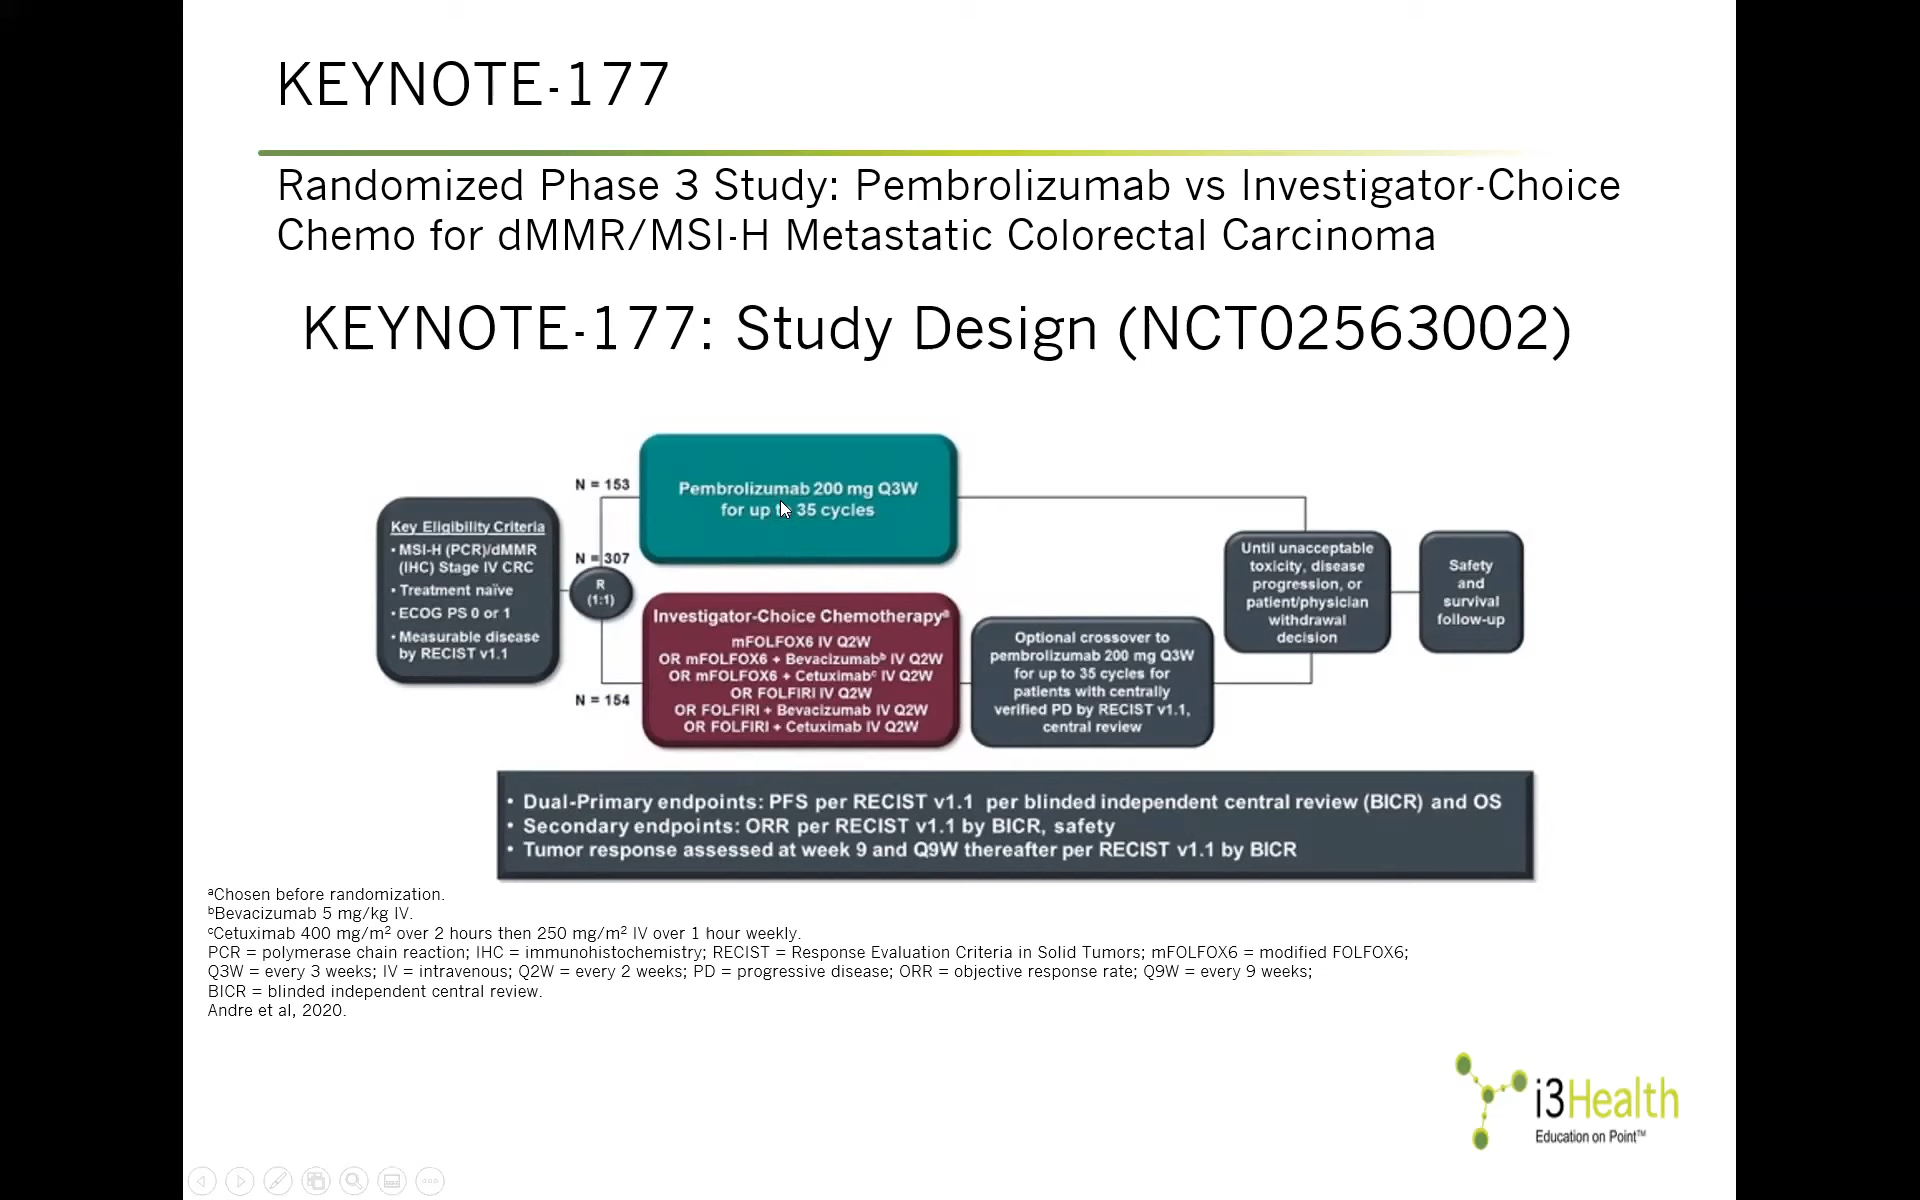 KEYNOTE-177
Randomized Phase 3 Study: Pembrolizumab vs Investigator-Choice
Chemo for dMMR/MSI-H Metastatic Colorectal Carcinoma
KEYNOTE-177: Study Design (NCT02563002)
Key Eligibility Criteria
• MSI-H (PCR)/dMMR
(IHC) Stage IV CRC
• Treatment naïve
• ECOG PS 0 or 1
• Measurable disease
by RECIST v1.1
N = 307
R
(1:1)
N = 153
Pembrolizumab 200 mg Q3W
for up to 35 cycles
N = 154
Investigator-Choice Chemotherapyᵃ
mFOLFOX6 IV Q2W
OR mFOLFOX6 + Bevacizumabᵇ IV Q2W
OR mFOLFOX6 + Cetuximabᶜ IV Q2W
OR FOLFIRI IV Q2W
OR FOLFIRI + Bevacizumab IV Q2W
OR FOLFIRI + Cetuximab IV Q2W
Optional crossover to
pembrolizumab 200 mg Q3W
for up to 35 cycles for
patients with centrally
verified PD by RECIST v1.1,
central review
Until unacceptable
toxicity, disease
progression, or
patient/physician
withdrawal
decision
Safety
and
survival
follow-up
• Dual-Primary endpoints: PFS per RECIST v1.1 per blinded independent central review (BICR) and OS
• Secondary endpoints: ORR per RECIST v1.1 by BICR, safety
• Tumor response assessed at week 9 and Q9W thereafter per RECIST v1.1 by BICR
ᵃChosen before randomization.
ᵇBevacizumab 5 mg/kg IV.
ᶜCetuximab 400 mg/m² over 2 hours then 250 mg/m² IV over 1 hour weekly.
PCR = polymerase chain reaction; IHC = immunohistochemistry; RECIST = Response Evaluation Criteria in Solid Tumors; mFOLFOX6 = modified FOLFOX6;
Q3W = every 3 weeks; IV = intravenous; Q2W = every 2 weeks; PD = progressive disease; ORR = objective response rate; Q9W = every 9 weeks;
BICR = blinded independent central review.
Andre et al, 2020.
i3Health
Education on Point™